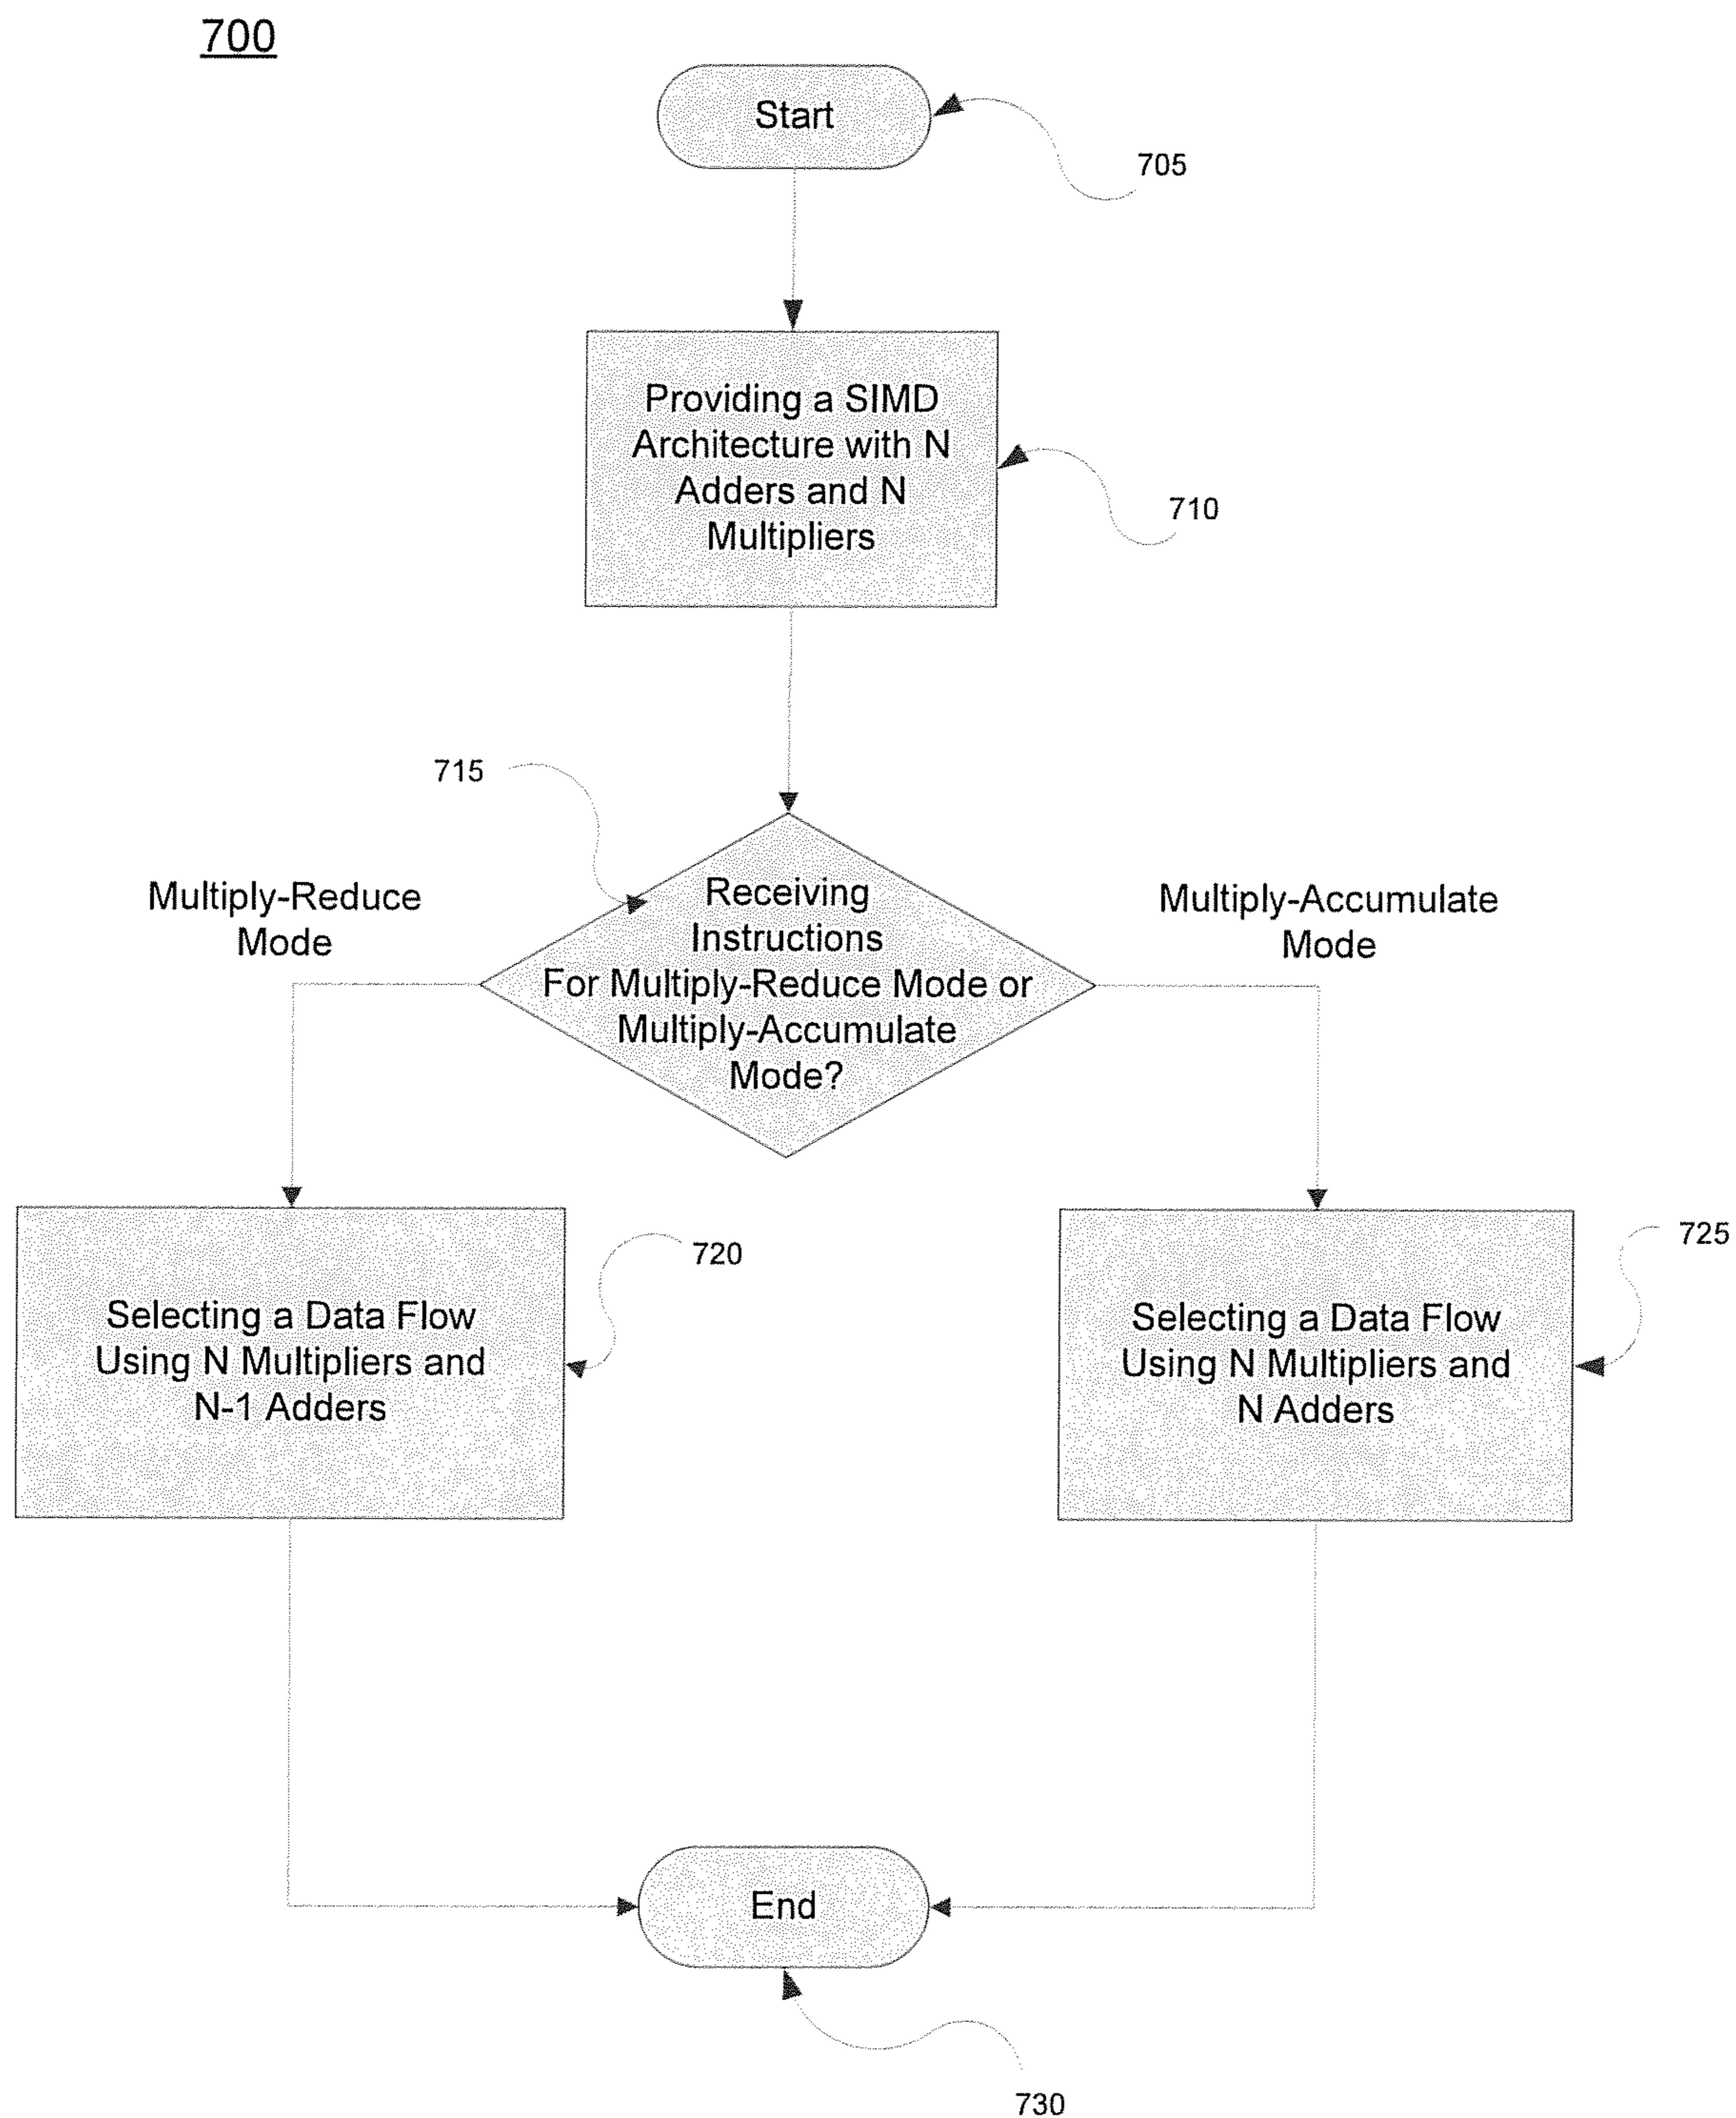 700
Start
705
Providing a SIMD
Architecture with N
Adders and N
Multipliers
710
715
Multiply-Reduce
Mode
Receiving
Instructions
For Multiply-Reduce Mode or
Multiply-Accumulate
Mode?
Multiply-Accumulate
Mode
Selecting a Data Flow
Using N Multipliers and
N-1 Adders
720
Selecting a Data Flow
Using N Multipliers and
N Adders
725
End
730